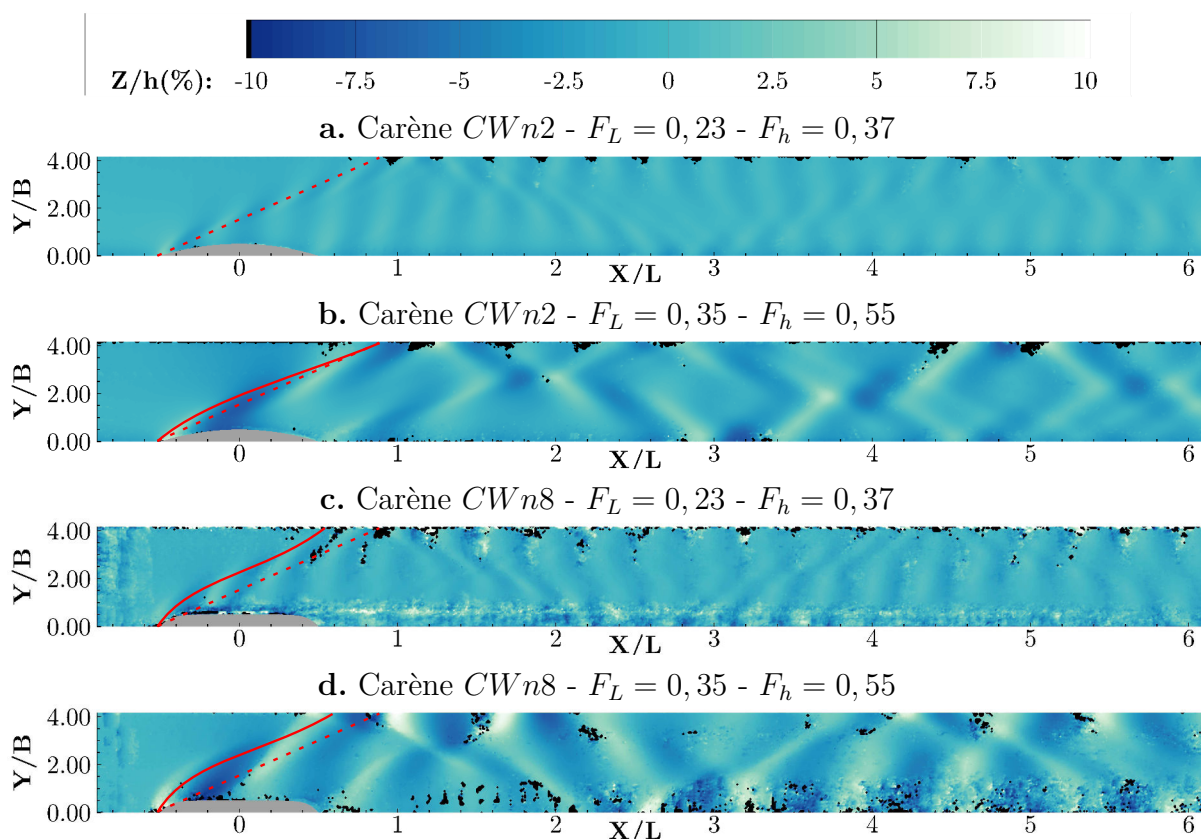 Z/h(%): -10 -7.5 -5 -2.5 0 2.5 5 7.5 10
a. Carène CWn2 - F_L = 0, 23 - F_h = 0, 37
4.00
2.00
0.00
Y/B
0 1 2 3 4 5 6
X/L
b. Carène CWn2 - F_L = 0, 35 - F_h = 0, 55
4.00
2.00
0.00
Y/B
0 1 2 3 4 5 6
X/L
c. Carène CWn8 - F_L = 0, 23 - F_h = 0, 37
4.00
2.00
0.00
Y/B
0 1 2 3 4 5 6
X/L
d. Carène CWn8 - F_L = 0, 35 - F_h = 0, 55
4.00
2.00
0.00
Y/B
0 1 2 3 4 5 6
X/L